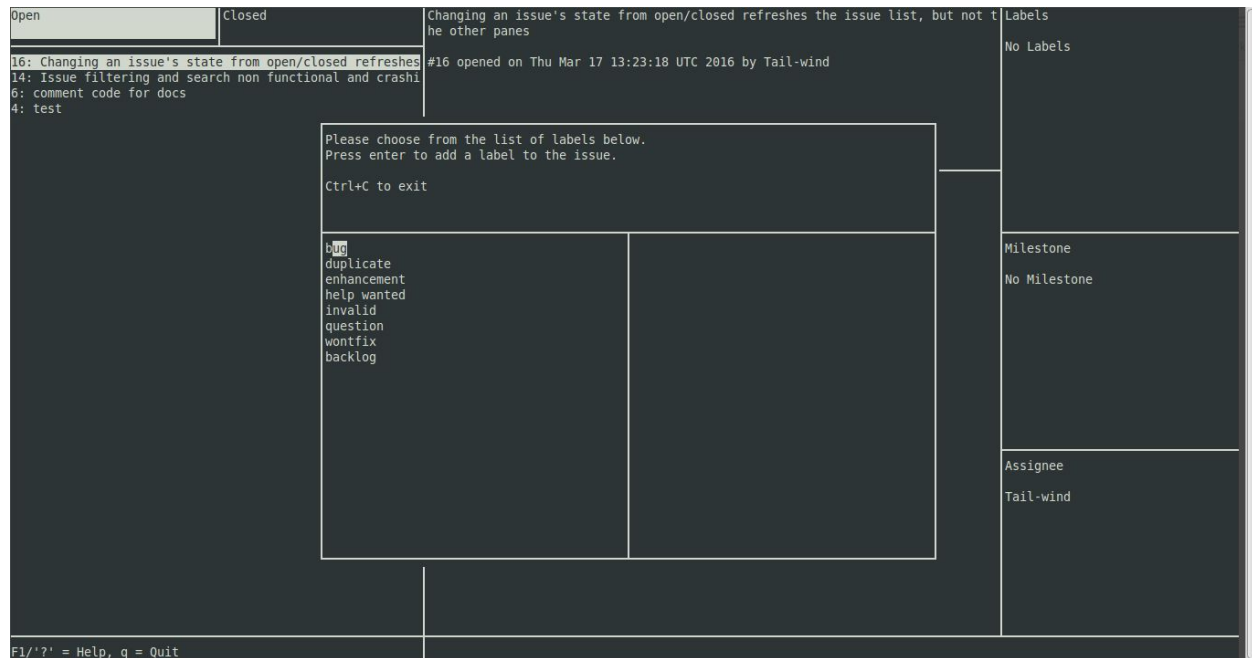 Open
Closed
16: Changing an issue's state from open/closed refreshes
14: Issue filtering and search non functional and crashi
6: comment code for docs
4: test
Changing an issue's state from open/closed refreshes the issue list, but not t
he other panes
#16 opened on Thu Mar 17 13:23:18 UTC 2016 by Tail-wind
Please choose from the list of labels below.
Press enter to add a label to the issue.
Ctrl+C to exit
bug
duplicate
enhancement
help wanted
invalid
question
wontfix
backlog
Labels
No Labels
Milestone
No Milestone
Assignee
Tail-wind
F1/'?' = Help, q = Quit